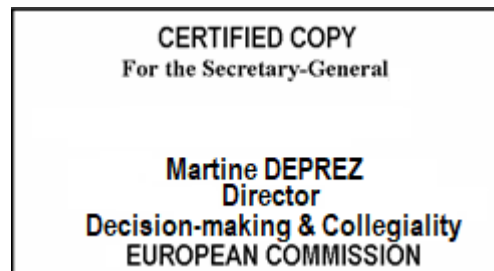 CERTIFIED COPY
For the Secretary-General
Martine DEPREZ
Director
Decision-making & Collegiality
EUROPEAN COMMISSION